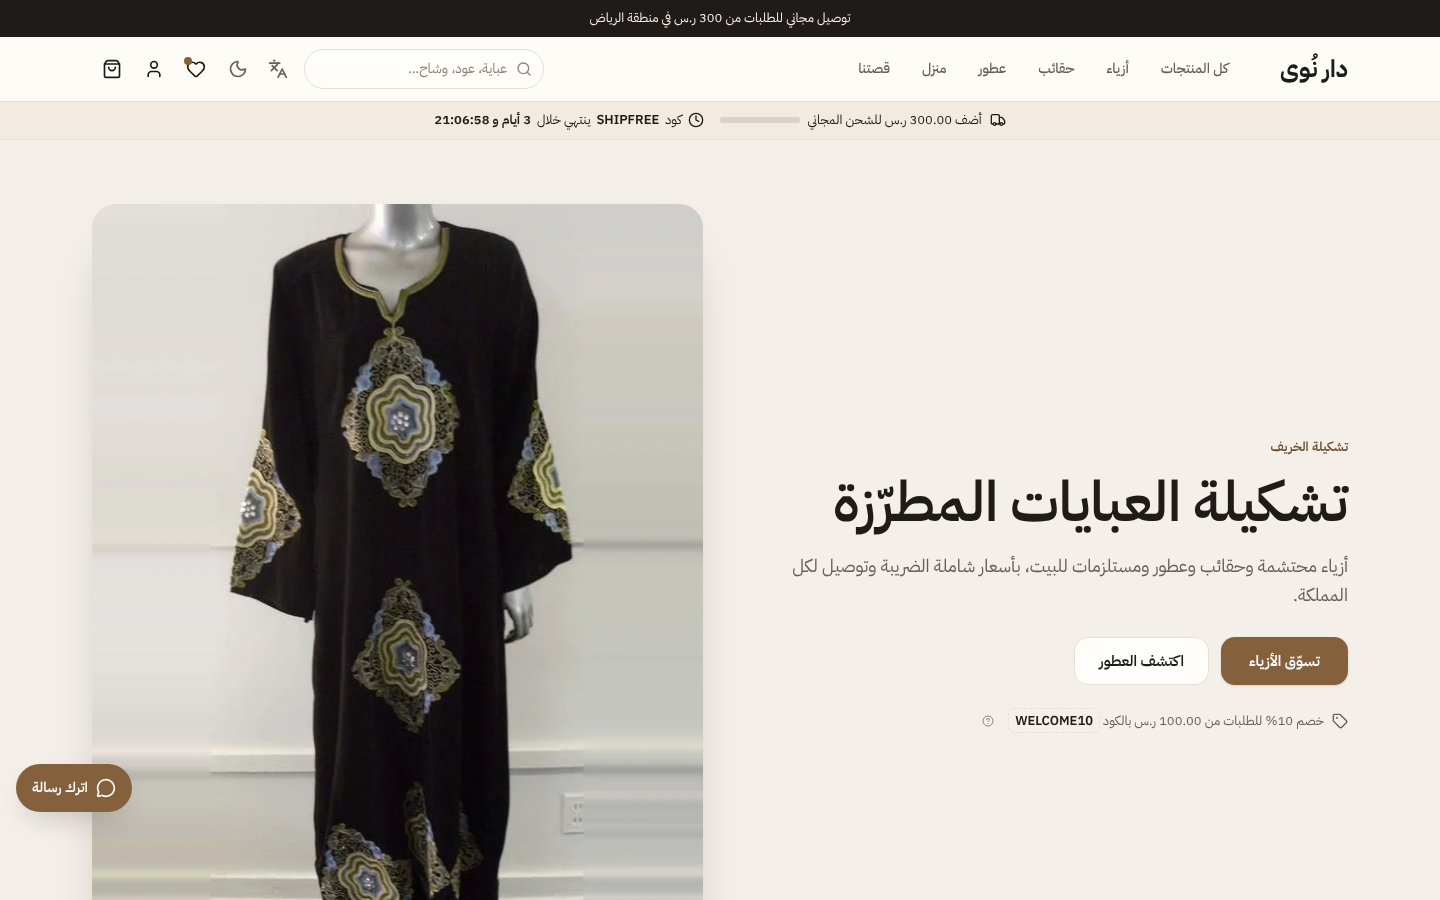 توصيل مجاني للطلبات من 300 ر.س في منطقة الرياض
دار نُوى
كل المنتجات
أزياء
حقائب
عطور
منزل
قصتنا
عباية، عود، وشاح...
أضف 300.00 ر.س للشحن المجاني
كود SHIPFREE ينتهي خلال 3 أيام و 21:06:58
تشكيلة الخريف
تشكيلة العبايات المطرّزة
أزياء محتشمة وحقائب وعطور ومستلزمات للبيت، بأسعار شاملة الضريبة وتوصيل لكل
المملكة.
تسوّق الأزياء
اكتشف العطور
خصم 10% للطلبات من 100.00 ر.س بالكود WELCOME10
اترك رسالة